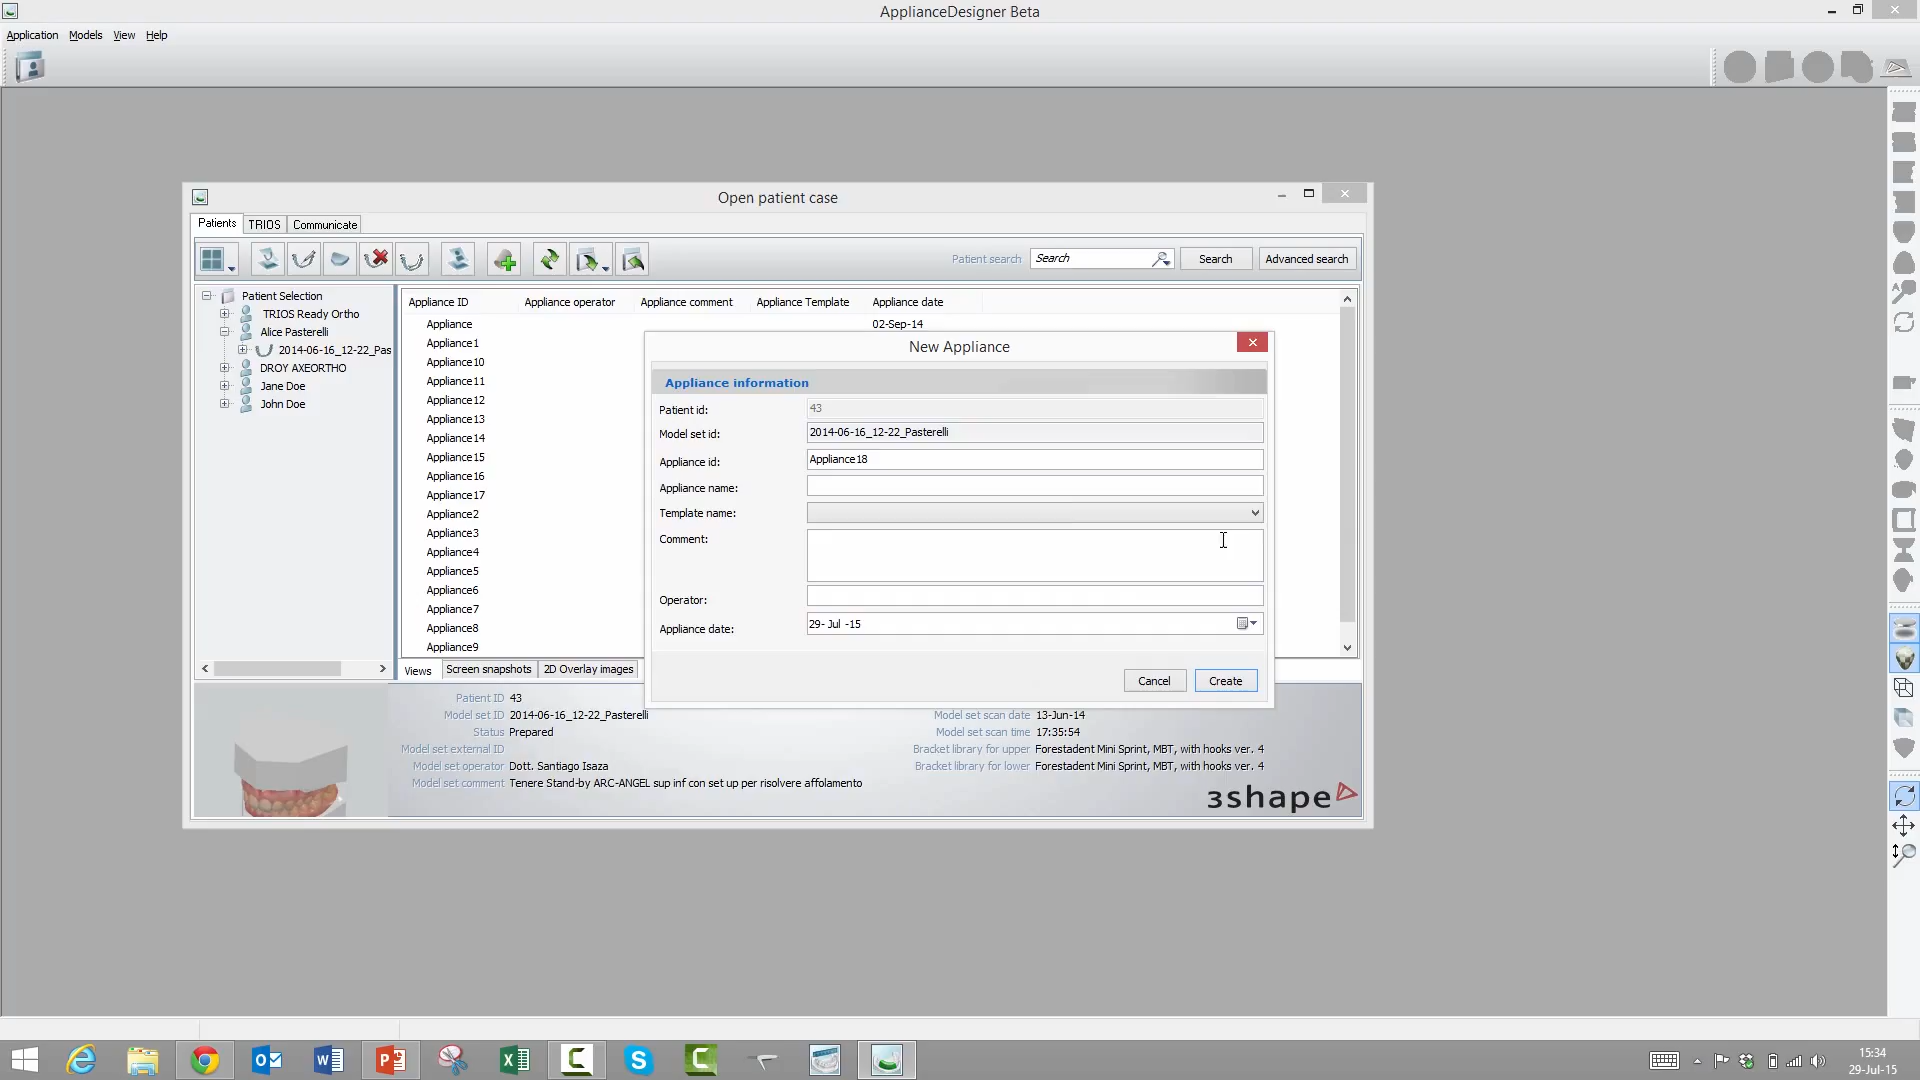 ApplianceDesigner Beta
Application Models View Help
Open patient case
Patients TRIOS Communicate
Patient search Search Search Advanced search
Patient Selection
TRIOS Ready Ortho
Alice Pasterelli
2014-06-16_12-22_Pas
DROY AXEORTHO
Jane Doe
John Doe
Appliance ID Appliance operator Appliance comment Appliance Template Appliance date
Appliance 02-Sep-14
Appliance1
Appliance10
Appliance11
Appliance12
Appliance13
Appliance14
Appliance15
Appliance16
Appliance17
Appliance2
Appliance3
Appliance4
Appliance5
Appliance6
Appliance7
Appliance8
Appliance9
New Appliance
Appliance information
Patient id: 43
Model set id: 2014-06-16_12-22_Pasterelli
Appliance id: Appliance18
Appliance name:
Template name:
Comment:
Operator:
Appliance date: 29- Jul -15
Cancel Create
Views Screen snapshots 2D Overlay images
Patient ID 43
Model set ID 2014-06-16_12-22_Pasterelli
Status Prepared
Model set external ID
Model set operator Dott. Santiago Isaza
Model set comment Tenere Stand-by ARC-ANGEL sup inf con set up per risolvere affolamento
Model set scan date 13-Jun-14
Model set scan time 17:35:54
Bracket library for upper Forestadent Mini Sprint, MBT, with hooks ver. 4
Bracket library for lower Forestadent Mini Sprint, MBT, with hooks ver. 4
3shape
15:34
29-Jul-15